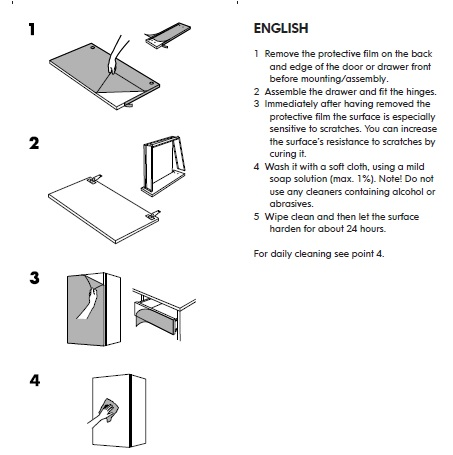 1
2
3
4
ENGLISH
1 Remove the protective film on the back
and edge of the door or drawer front
before mounting/assembly.
2 Assemble the drawer and fit the hinges.
3 Immediately after having removed the
protective film the surface is especially
sensitive to scratches. You can increase
the surface's resistance to scratches by
curing it.
4 Wash it with a soft cloth, using a mild
soap solution (max. 1%). Note! Do not
use any cleaners containing alcohol or
abrasives.
5 Wipe clean and then let the surface
harden for about 24 hours.
For daily cleaning see point 4.